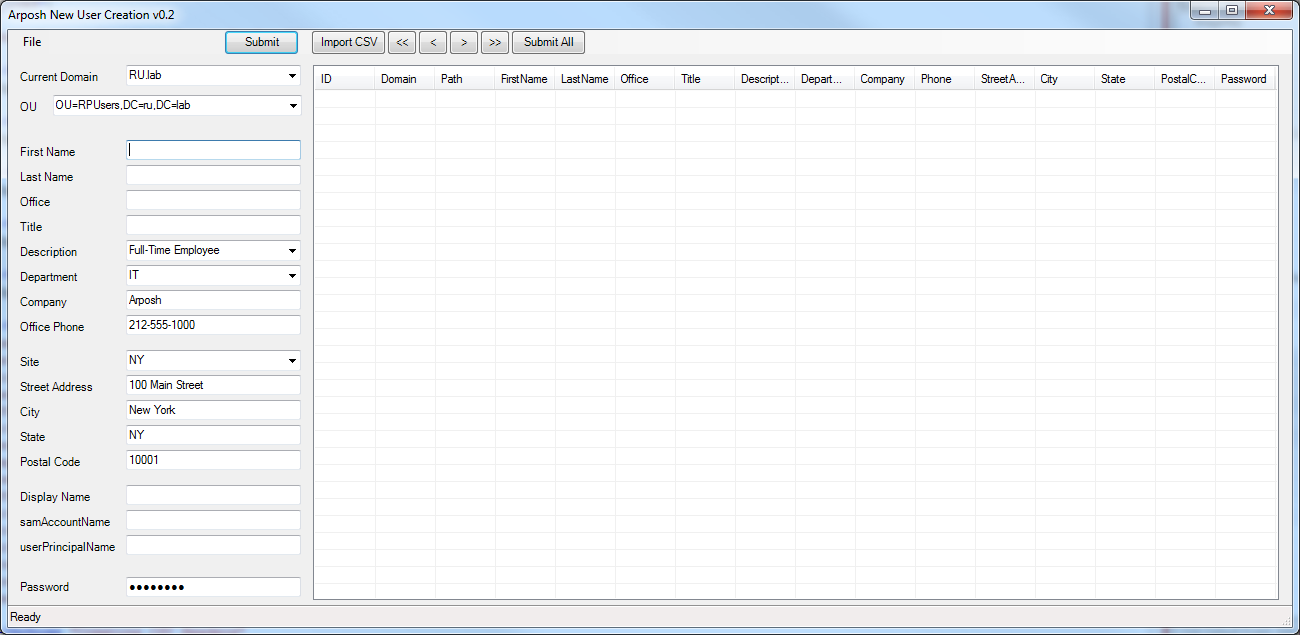 Arposh New User Creation v0.2
File Submit Import CSV << < > >> Submit All
Current Domain RU.lab
OU OU=RPUsers,DC=ru,DC=lab
First Name
Last Name
Office
Title
Description Full-Time Employee
Department IT
Company Arposh
Office Phone 212-555-1000
Site NY
Street Address 100 Main Street
City New York
State NY
Postal Code 10001
Display Name
samAccountName
userPrincipalName
Password ●●●●●●●●
ID Domain Path FirstName LastName Office Title Descript... Depart... Company Phone StreetA... City State PostalC... Password
Ready